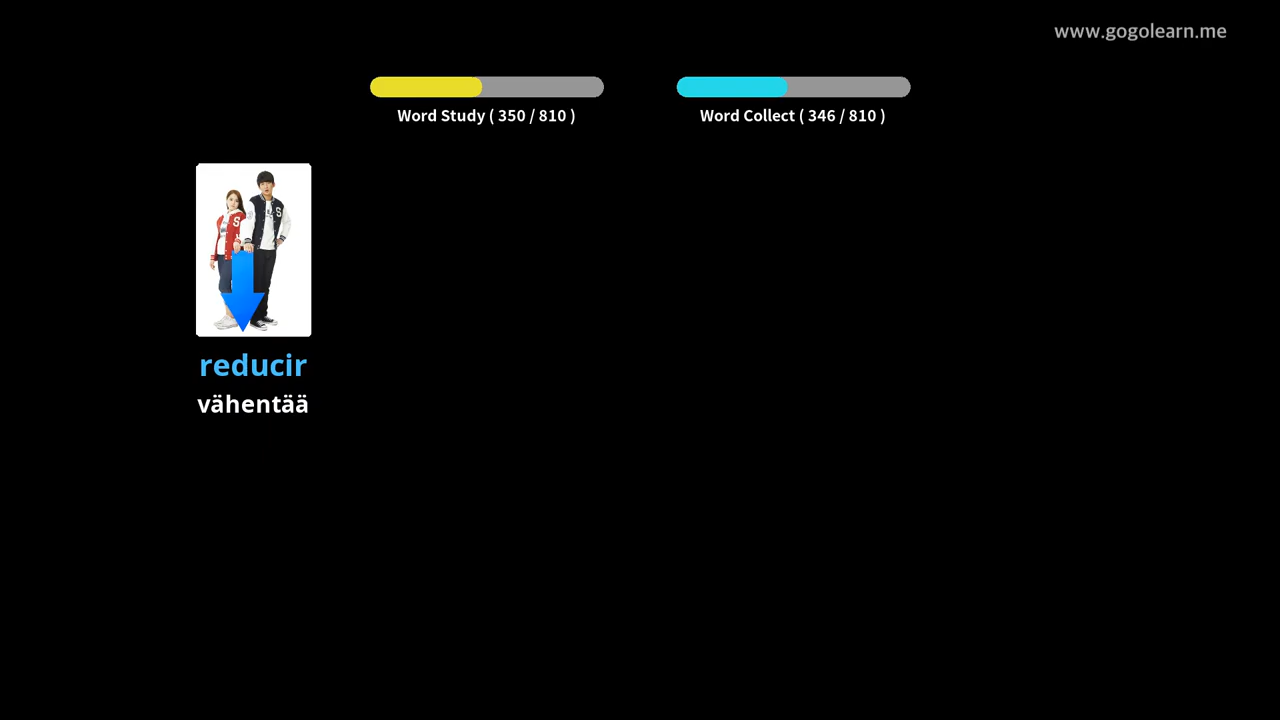 www.gogolearn.me
Word Study ( 350 / 810 )
Word Collect ( 346 / 810 )
S
S
reducir
vähentää